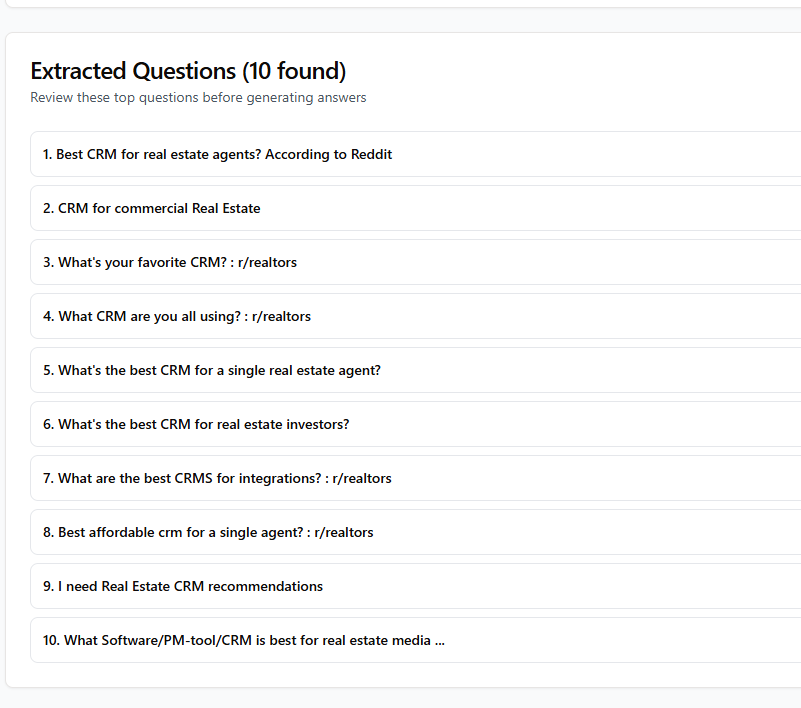 Extracted Questions (10 found)
Review these top questions before generating answers
1. Best CRM for real estate agents? According to Reddit
2. CRM for commercial Real Estate
3. What's your favorite CRM? : r/realtors
4. What CRM are you all using? : r/realtors
5. What's the best CRM for a single real estate agent?
6. What's the best CRM for real estate investors?
7. What are the best CRMS for integrations? : r/realtors
8. Best affordable crm for a single agent? : r/realtors
9. I need Real Estate CRM recommendations
10. What Software/PM-tool/CRM is best for real estate media ...